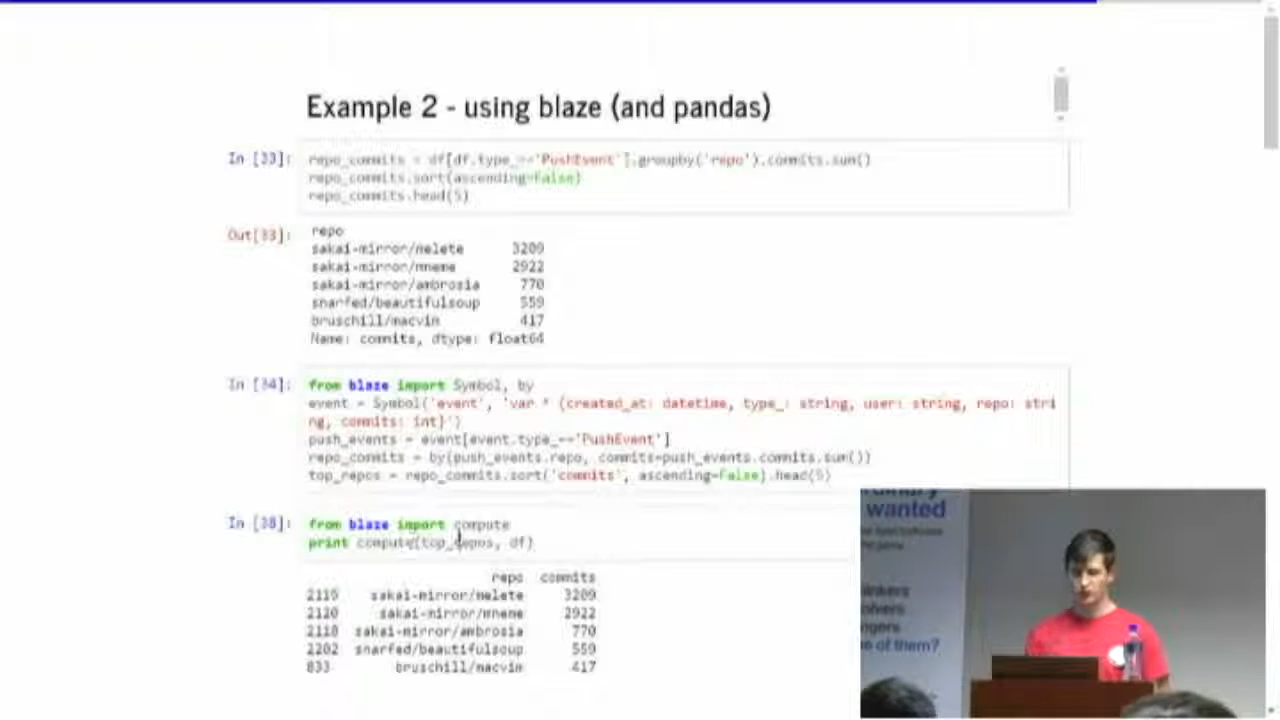 Example 2 - using blaze (and pandas)
In [33]: repo_commits = df[df.type_=='PushEvent'].groupby('repo').commits.sum()
repo_commits.sort(ascending=False)
repo_commits.head(5)
Out[33]: repo
sakai-mirror/melete 3209
sakai-mirror/mneme 2922
sakai-mirror/ambrosia 770
snarfed/beautifulsoup 559
bruschill/macvim 417
Name: commits, dtype: float64
In [34]: from blaze import Symbol, by
event = Symbol('event', 'var * {created_at: datetime, type_: string, user: string, repo: stri
ng, commits: int}')
push_events = event[event.type_=='PushEvent']
repo_commits = by(push_events.repo, commits=push_events.commits.sum())
top_repos = repo_commits.sort('commits', ascending=False).head(5)
In [38]: from blaze import compute
print compute(top_repos, df)
repo commits
2119 sakai-mirror/melete 3209
2120 sakai-mirror/mneme 2922
2118 sakai-mirror/ambrosia 770
2202 snarfed/beautifulsoup 559
833 bruschill/macvim 417
wanted
of them?